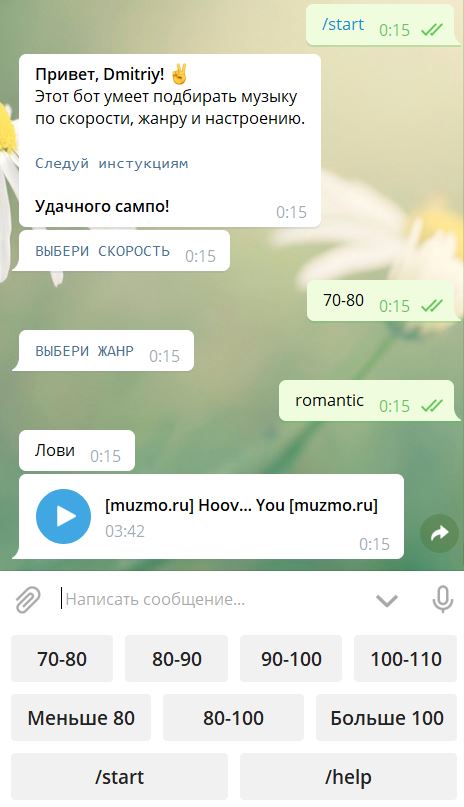 /start 0:15
Привет, Dmitriy! ✌
Этот бот умеет подбирать музыку
по скорости, жанру и настроению.
Следуй инстукциям
Удачного сампо!
0:15
ВЫБЕРИ СКОРОСТЬ 0:15
70-80 0:15
ВЫБЕРИ ЖАНР 0:15
romantic 0:15
Лови 0:15
[muzmo.ru] Hoov... You [muzmo.ru]
03:42
0:15
Написать сообщение...
70-80 80-90 90-100 100-110
Меньше 80 80-100 Больше 100
/start /help